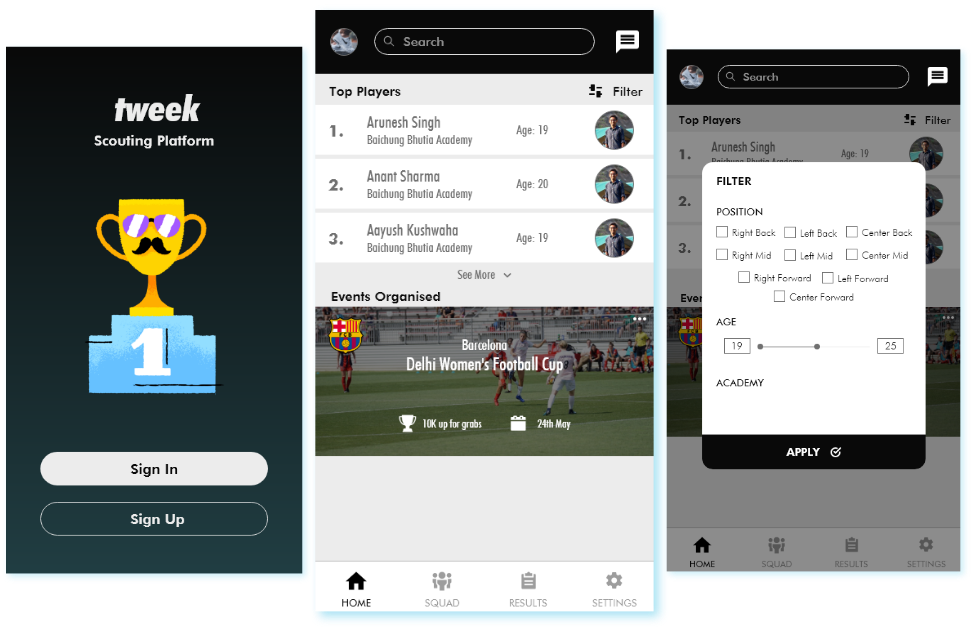 tweek
Scouting Platform
1
Sign In
Sign Up
Search
Top Players
Filter
1.
Arunesh Singh
Baichung Bhutia Academy
Age: 19
2.
Anant Sharma
Baichung Bhutia Academy
Age: 20
3.
Aayush Kushwaha
Baichung Bhutia Academy
Age: 19
See More
Events Organised
Barcelona
Delhi Women's Football Cup
10K up for grabs
24th May
HOME
SQUAD
RESULTS
SETTINGS
Search
Top Players
Filter
1.
Arunesh Singh
Baichung Bhutia Academy
Age: 19
2.
3.
FILTER
POSITION
Right Back
Left Back
Center Back
Right Mid
Left Mid
Center Mid
Right Forward
Left Forward
Center Forward
AGE
19
25
ACADEMY
APPLY
HOME
SQUAD
RESULTS
SETTINGS